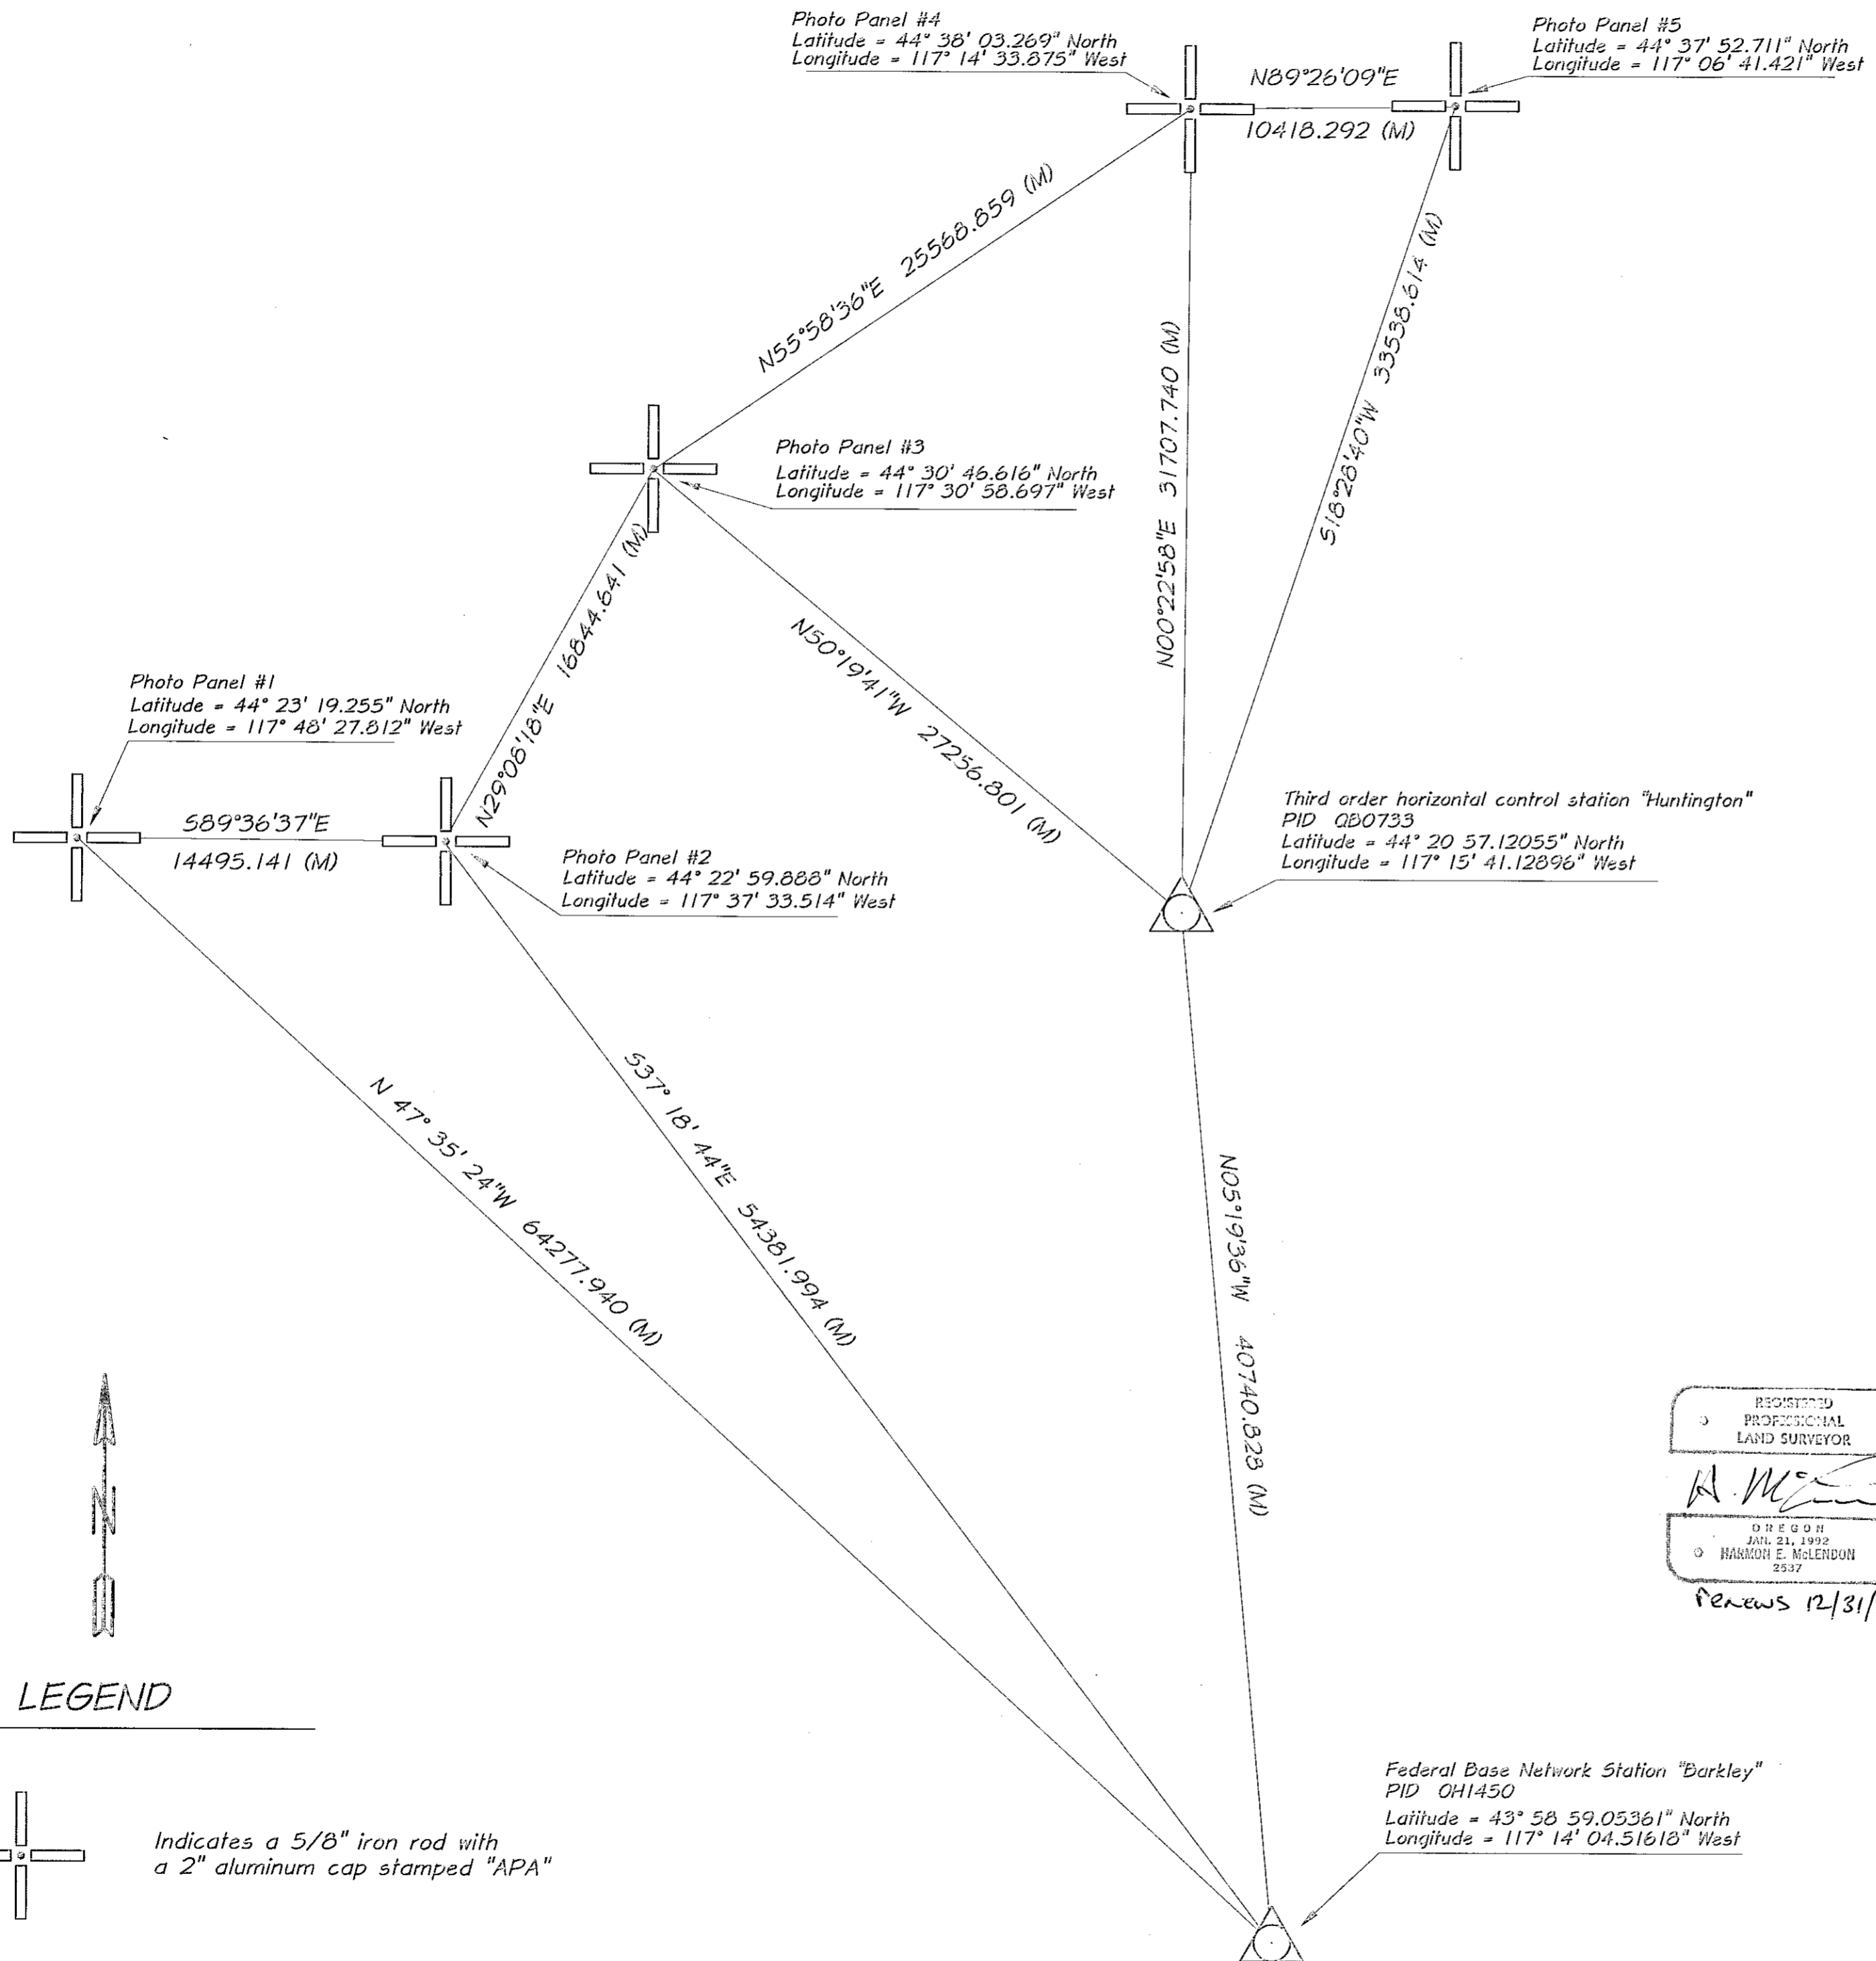 Photo Panel #4
Latitude = 44° 38' 03.269" North
Longitude = 117° 14' 33.875" West
Photo Panel #5
Latitude = 44° 37' 52.711" North
Longitude = 117° 06' 41.421" West
N89°26'09"E
10418.292 (M)
N55°58'36"E 25568.859 (M)
N00°22'58"E 31707.740 (M)
S18°28'40"W 33538.614 (M)
Photo Panel #3
Latitude = 44° 30' 46.616" North
Longitude = 117° 30' 58.697" West
N29°08'18"E 16844.641 (M)
N50°19'41"W 27256.801 (M)
Photo Panel #1
Latitude = 44° 23' 19.255" North
Longitude = 117° 48' 27.812" West
S89°36'37"E
14495.141 (M)
Photo Panel #2
Latitude = 44° 22' 59.888" North
Longitude = 117° 37' 33.514" West
Third order horizontal control station "Huntington"
PID QB0733
Latitude = 44° 20 57.12055" North
Longitude = 117° 15' 41.12896" West
N 47° 35' 24"W 64277.940 (M)
S37° 18' 44"E 54381.994 (M)
N05°19'36"W 40740.828 (M)
N
REGISTERED
PROFESSIONAL
LAND SURVEYOR
OREGON
JAN. 21, 1992
HARMON E. McLENDON
2537
renews 12/31/
LEGEND
Indicates a 5/8" iron rod with
a 2" aluminum cap stamped "APA"
Federal Base Network Station "Barkley"
PID OH1450
Latitude = 43° 58 59.05361" North
Longitude = 117° 14' 04.51618" West